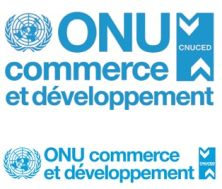 ONU
CNUCED
commerce
et développement
ONU commerce
et développement
CNUCED